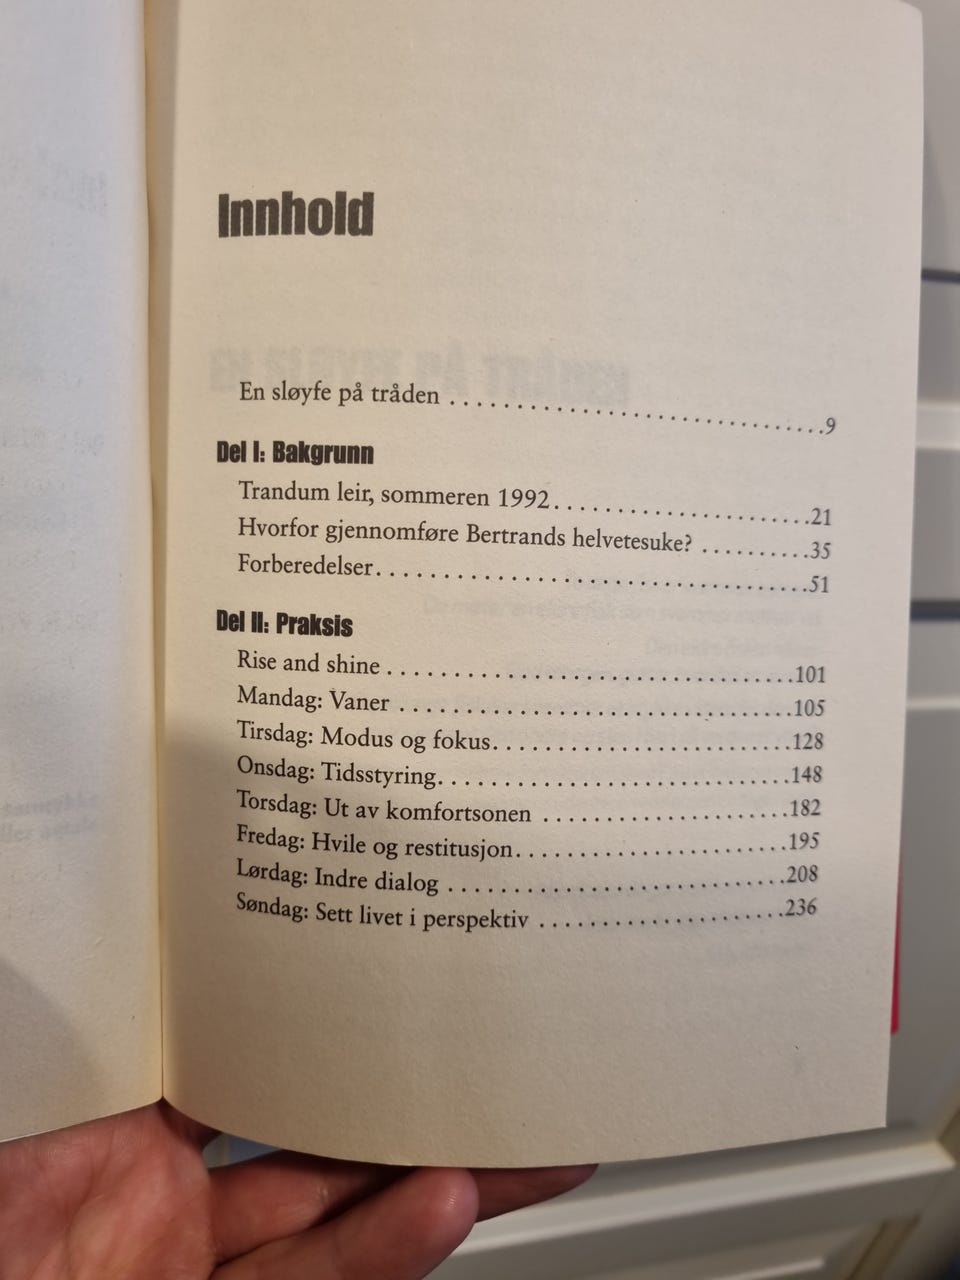 Innhold
En sløyfe på tråden . . . . . . . . . . . . . . . . . . . . . . . . . . . . . 9
Del I: Bakgrunn
Trandum leir, sommeren 1992. . . . . . . . . . . . . . . . . . . . . 21
Hvorfor gjennomføre Bertrands helvetesuke? . . . . . . . . . . 35
Forberedelser. . . . . . . . . . . . . . . . . . . . . . . . . . . . . . . . . 51
Del II: Praksis
Rise and shine . . . . . . . . . . . . . . . . . . . . . . . . . . . . . . . 101
Mandag: Vaner . . . . . . . . . . . . . . . . . . . . . . . . . . . . . . 105
Tirsdag: Modus og fokus. . . . . . . . . . . . . . . . . . . . . . . 128
Onsdag: Tidsstyring. . . . . . . . . . . . . . . . . . . . . . . . . . . 148
Torsdag: Ut av komfortsonen . . . . . . . . . . . . . . . . . . . 182
Fredag: Hvile og restitusjon. . . . . . . . . . . . . . . . . . . . . 195
Lørdag: Indre dialog . . . . . . . . . . . . . . . . . . . . . . . . . . 208
Søndag: Sett livet i perspektiv . . . . . . . . . . . . . . . . . . . 236